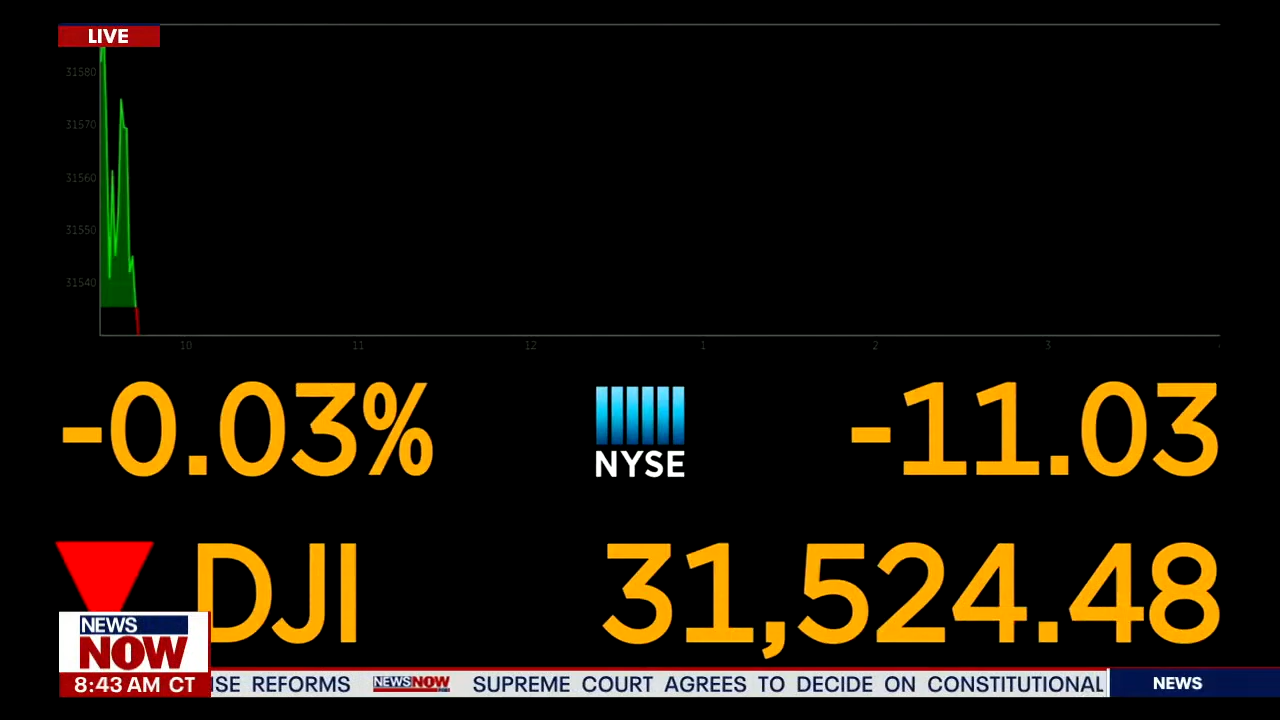 LIVE
31580
31570
31560
31550
31540
10 11 12 1 2 3
-0.03% NYSE -11.03
DJI 31,524.48
NEWS
NOW
8:43 AM CT
ISE REFORMS NEWSNOW SUPREME COURT AGREES TO DECIDE ON CONSTITUTIONAL NEWS